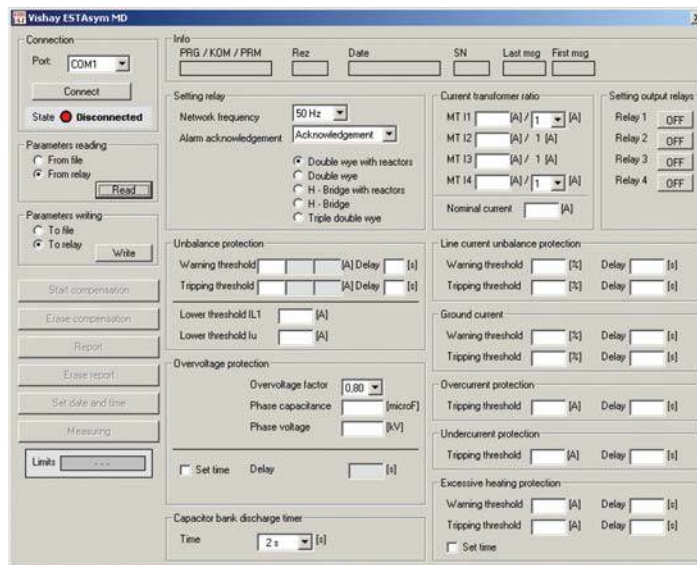 Vishay ESTAsym MD
Connection
Port: COM1
Connect
State Disconnected
Parameters reading
From file
From relay
Read
Parameters writing
To file
To relay
Write
Start compensation
Erase compensation
Report
Erase report
Set date and time
Measuring
Limits ...
Info
PRG / KOM / PRM Rez Date SN Last msg First msg
Setting relay
Network frequency 50 Hz
Alarm acknowledgement Acknowledgement
Double wye with reactors
Double wye
H - Bridge with reactors
H - Bridge
Triple double wye
Current transformer ratio
MT I1 [A] / 1 [A]
MT I2 [A] / 1 [A]
MT I3 [A] / 1 [A]
MT I4 [A] / 1 [A]
Nominal current [A]
Setting output relays
Relay 1 OFF
Relay 2 OFF
Relay 3 OFF
Relay 4 OFF
Unbalance protection
Warning threshold [A] Delay [s]
Tripping threshold [A] Delay [s]
Lower threshold IL1 [A]
Lower threshold Iu [A]
Overvoltage protection
Overvoltage factor 0,80
Phase capacitance [microF]
Phase voltage [kV]
Set time Delay [s]
Capacitor bank discharge timer
Time 2 s [s]
Line current unbalance protection
Warning threshold [%] Delay [s]
Tripping threshold [%] Delay [s]
Ground current
Warning threshold [%] Delay [s]
Tripping threshold [%] Delay [s]
Overcurrent protection
Tripping threshold [A] Delay [s]
Undercurrent protection
Tripping threshold [A] Delay [s]
Excessive heating protection
Warning threshold [A] Delay [s]
Tripping threshold [A] Delay [s]
Set time